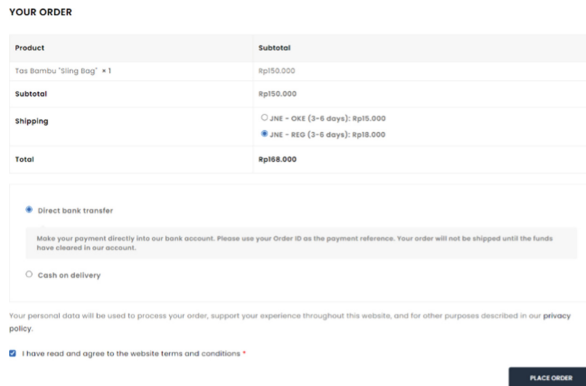 YOUR ORDER
Product Subtotal
Tas Bambu "Sling Bag" × 1 Rp150.000
Subtotal Rp150.000
Shipping JNE - OKE (3-6 days): Rp15.000
JNE - REG (3-6 days): Rp18.000
Total Rp168.000
Direct bank transfer
Make your payment directly into our bank account. Please use your Order ID as the payment reference. Your order will not be shipped until the funds
have cleared in our account.
Cash on delivery
Your personal data will be used to process your order, support your experience throughout this website, and for other purposes described in our privacy
policy.
I have read and agree to the website terms and conditions *
PLACE ORDER